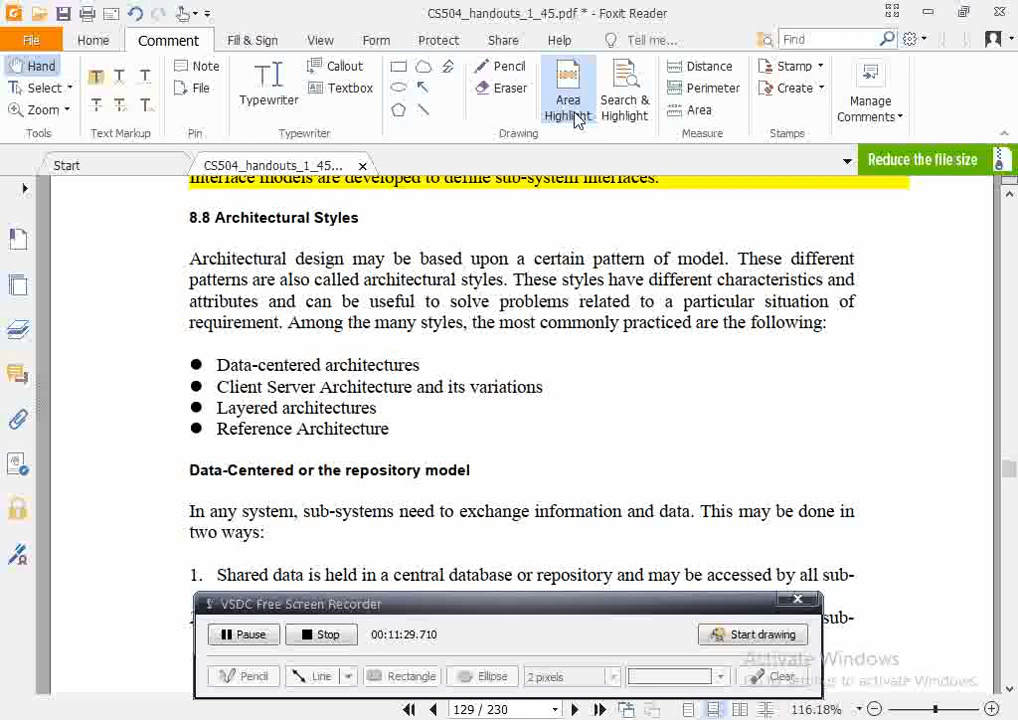 CS504_handouts_1_45.pdf * - Foxit Reader
File Home Comment Fill & Sign View Form Protect Share Help Tell me... Find
Hand Note Callout Pencil Distance Stamp
Select File Textbox Eraser Perimeter Create
Zoom Typewriter Area Highlight Search & Highlight Area Manage Comments
Tools Text Markup Pin Typewriter Drawing Measure Stamps
Start CS504_handouts_1_45... Reduce the file size
interface models are developed to define sub-system interfaces.
8.8 Architectural Styles
Architectural design may be based upon a certain pattern of model. These different
patterns are also called architectural styles. These styles have different characteristics and
attributes and can be useful to solve problems related to a particular situation of
requirement. Among the many styles, the most commonly practiced are the following:
● Data-centered architectures
● Client Server Architecture and its variations
● Layered architectures
● Reference Architecture
Data-Centered or the repository model
In any system, sub-systems need to exchange information and data. This may be done in
two ways:
1. Shared data is held in a central database or repository and may be accessed by all sub-
sub-
VSDC Free Screen Recorder
Pause Stop 00:11:29.710 Start drawing
Activate Windows
Pencil Line Rectangle Ellipse 2 pixels Clear
to activate Windows.
129 / 230 116.18%